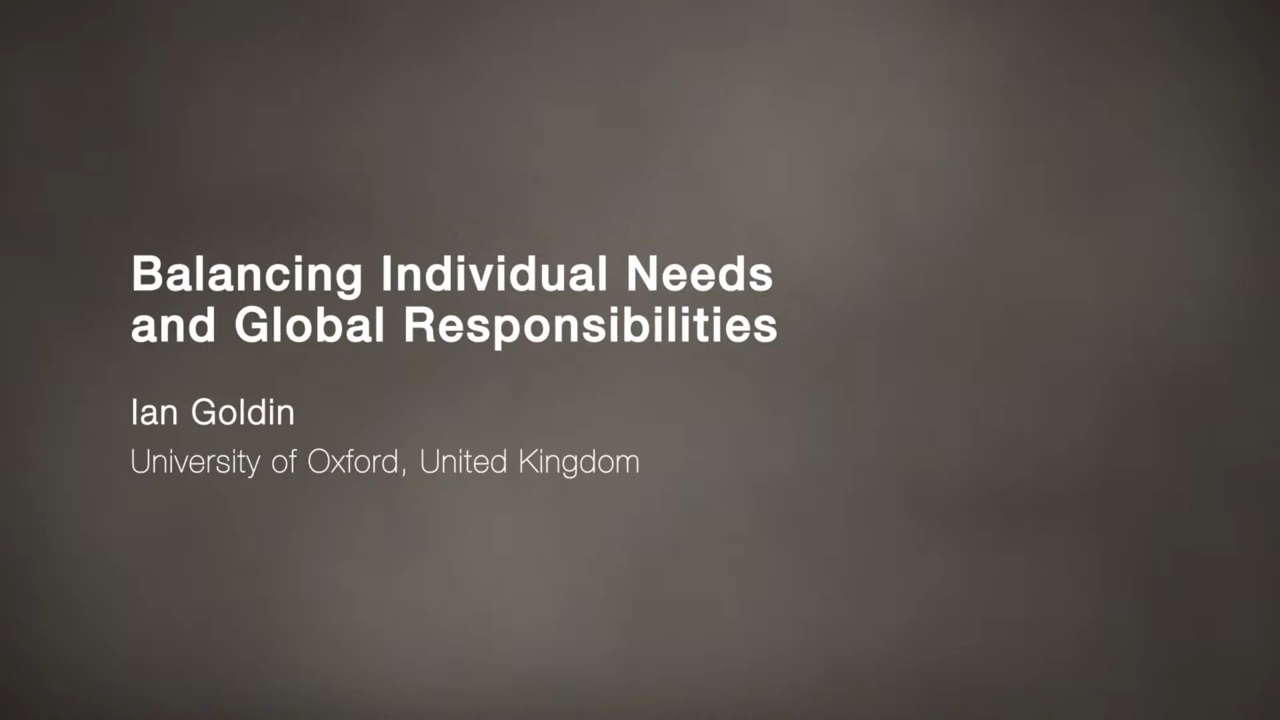 Balancing Individual Needs
and Global Responsibilities
Ian Goldin
University of Oxford, United Kingdom